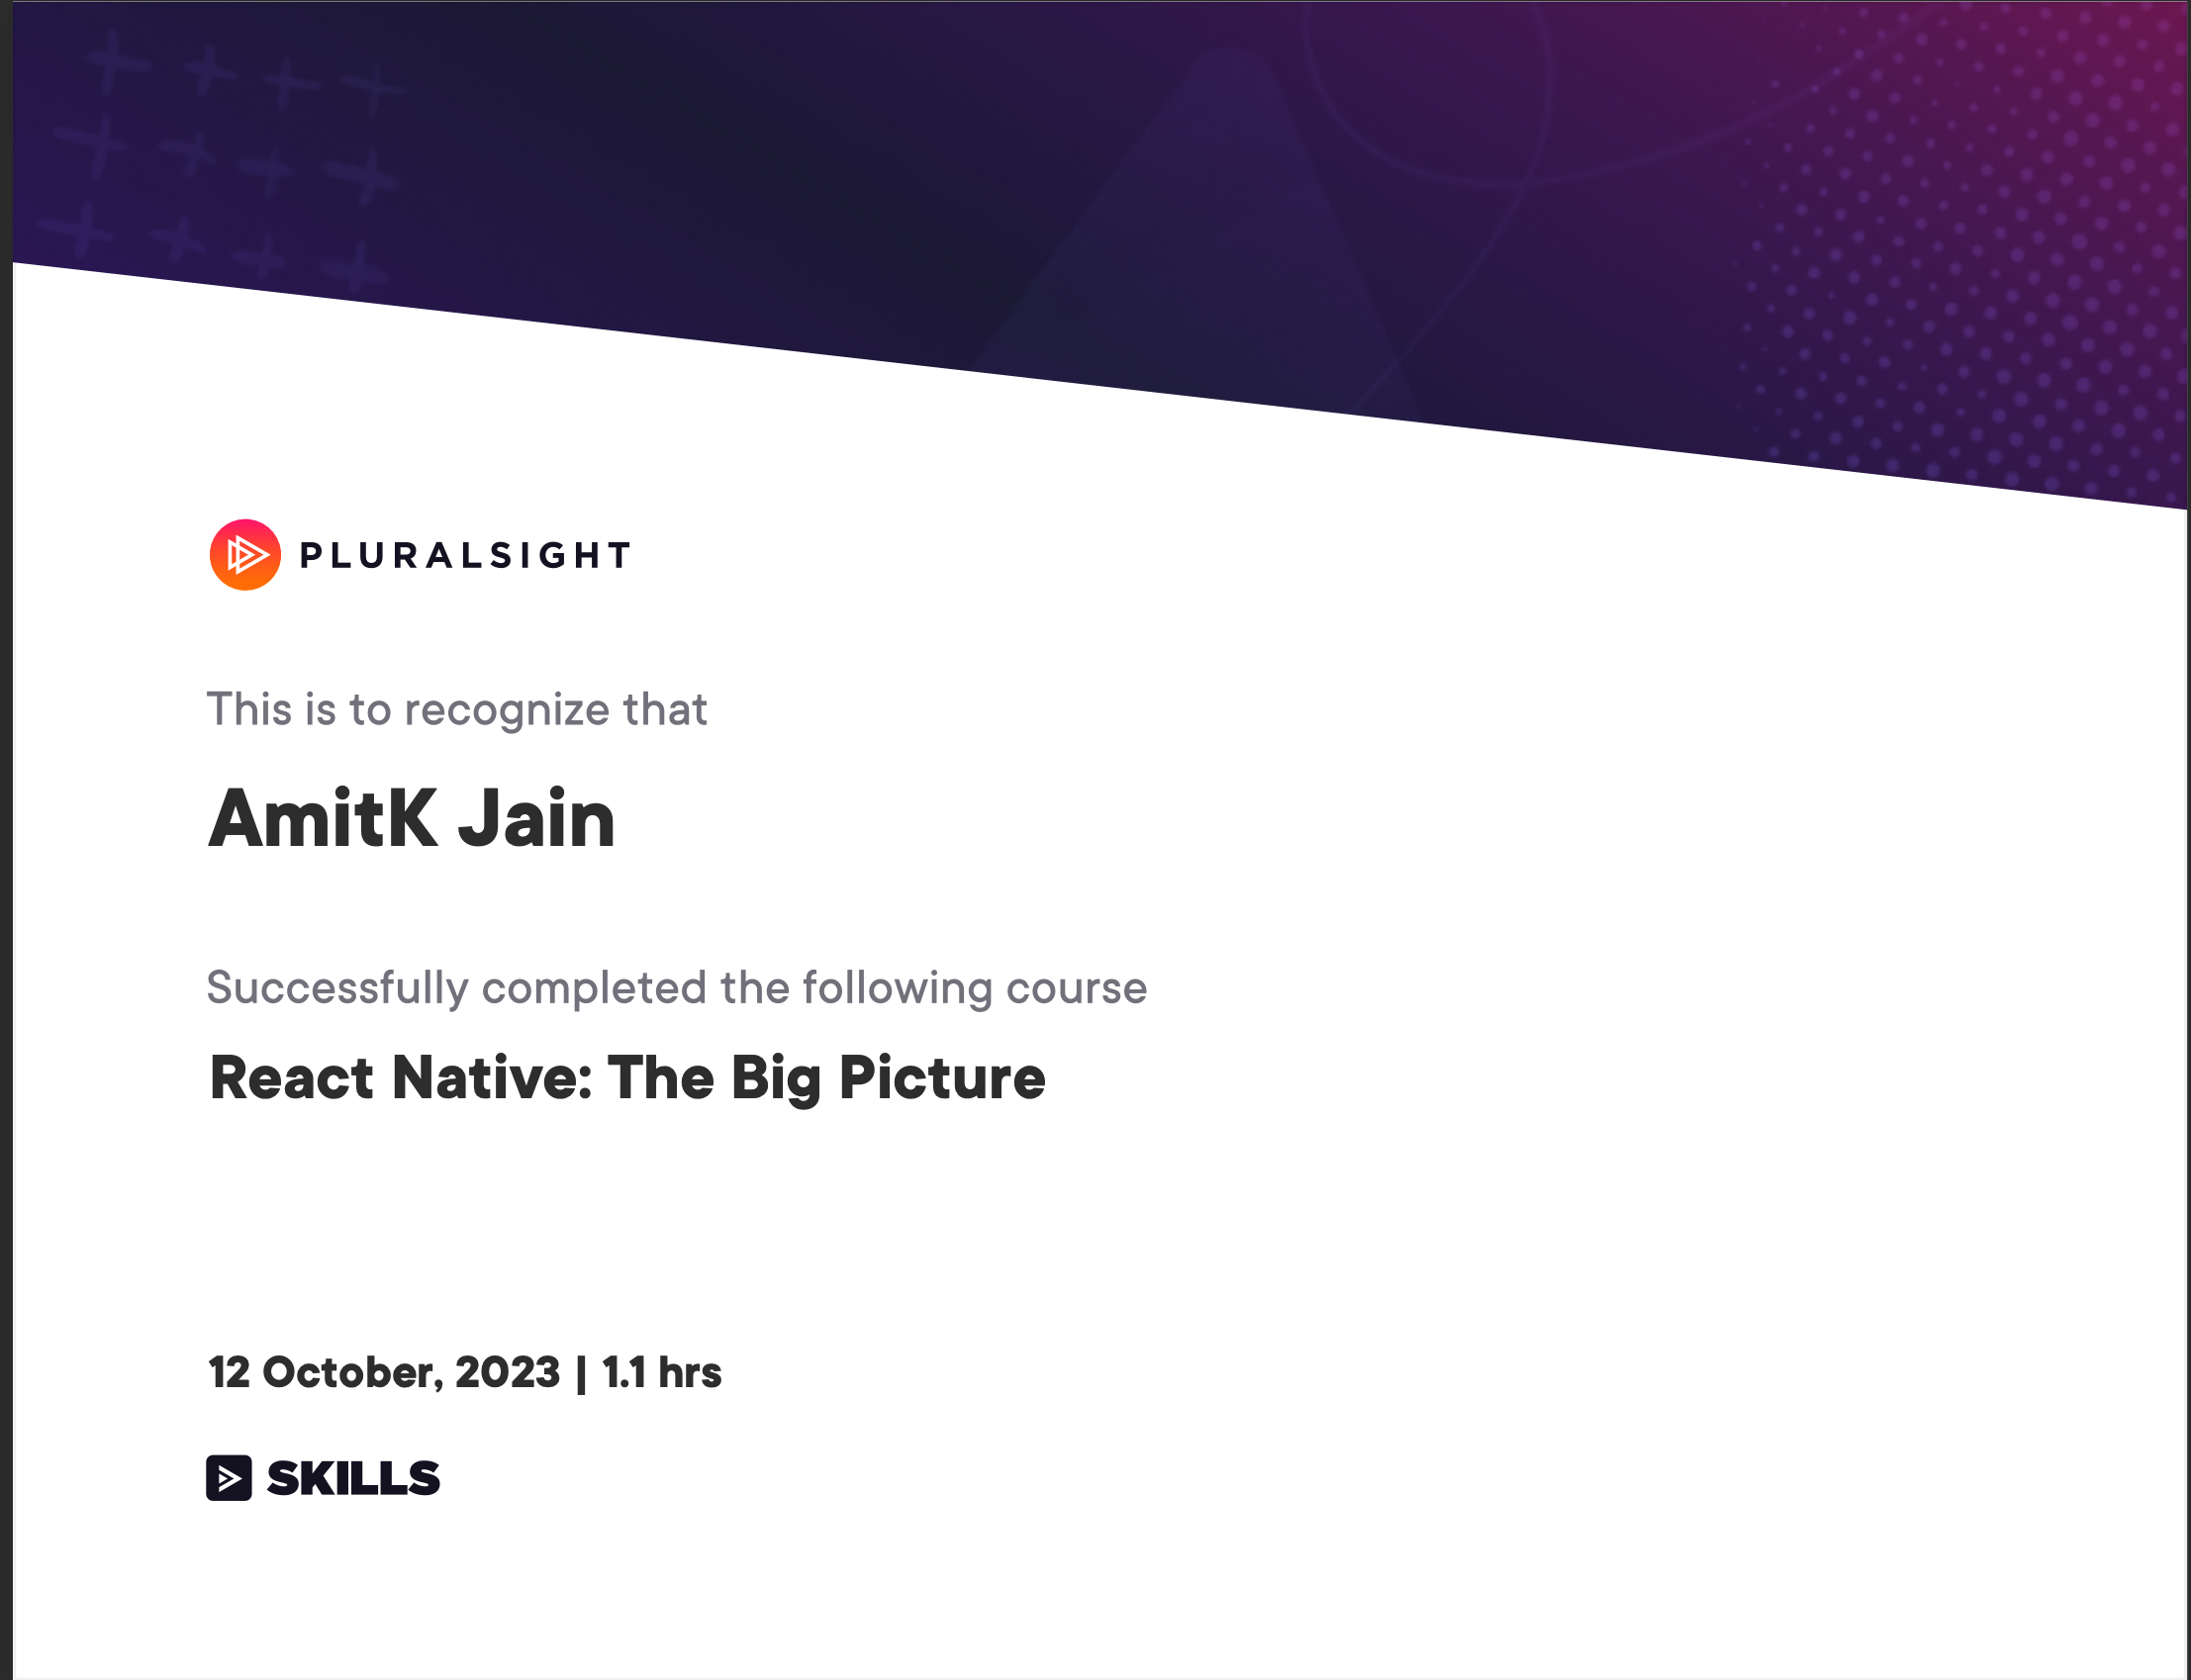 PLURALSIGHT
This is to recognize that
AmitK Jain
Successfully completed the following course
React Native: The Big Picture
12 October, 2023 | 1.1 hrs
SKILLS